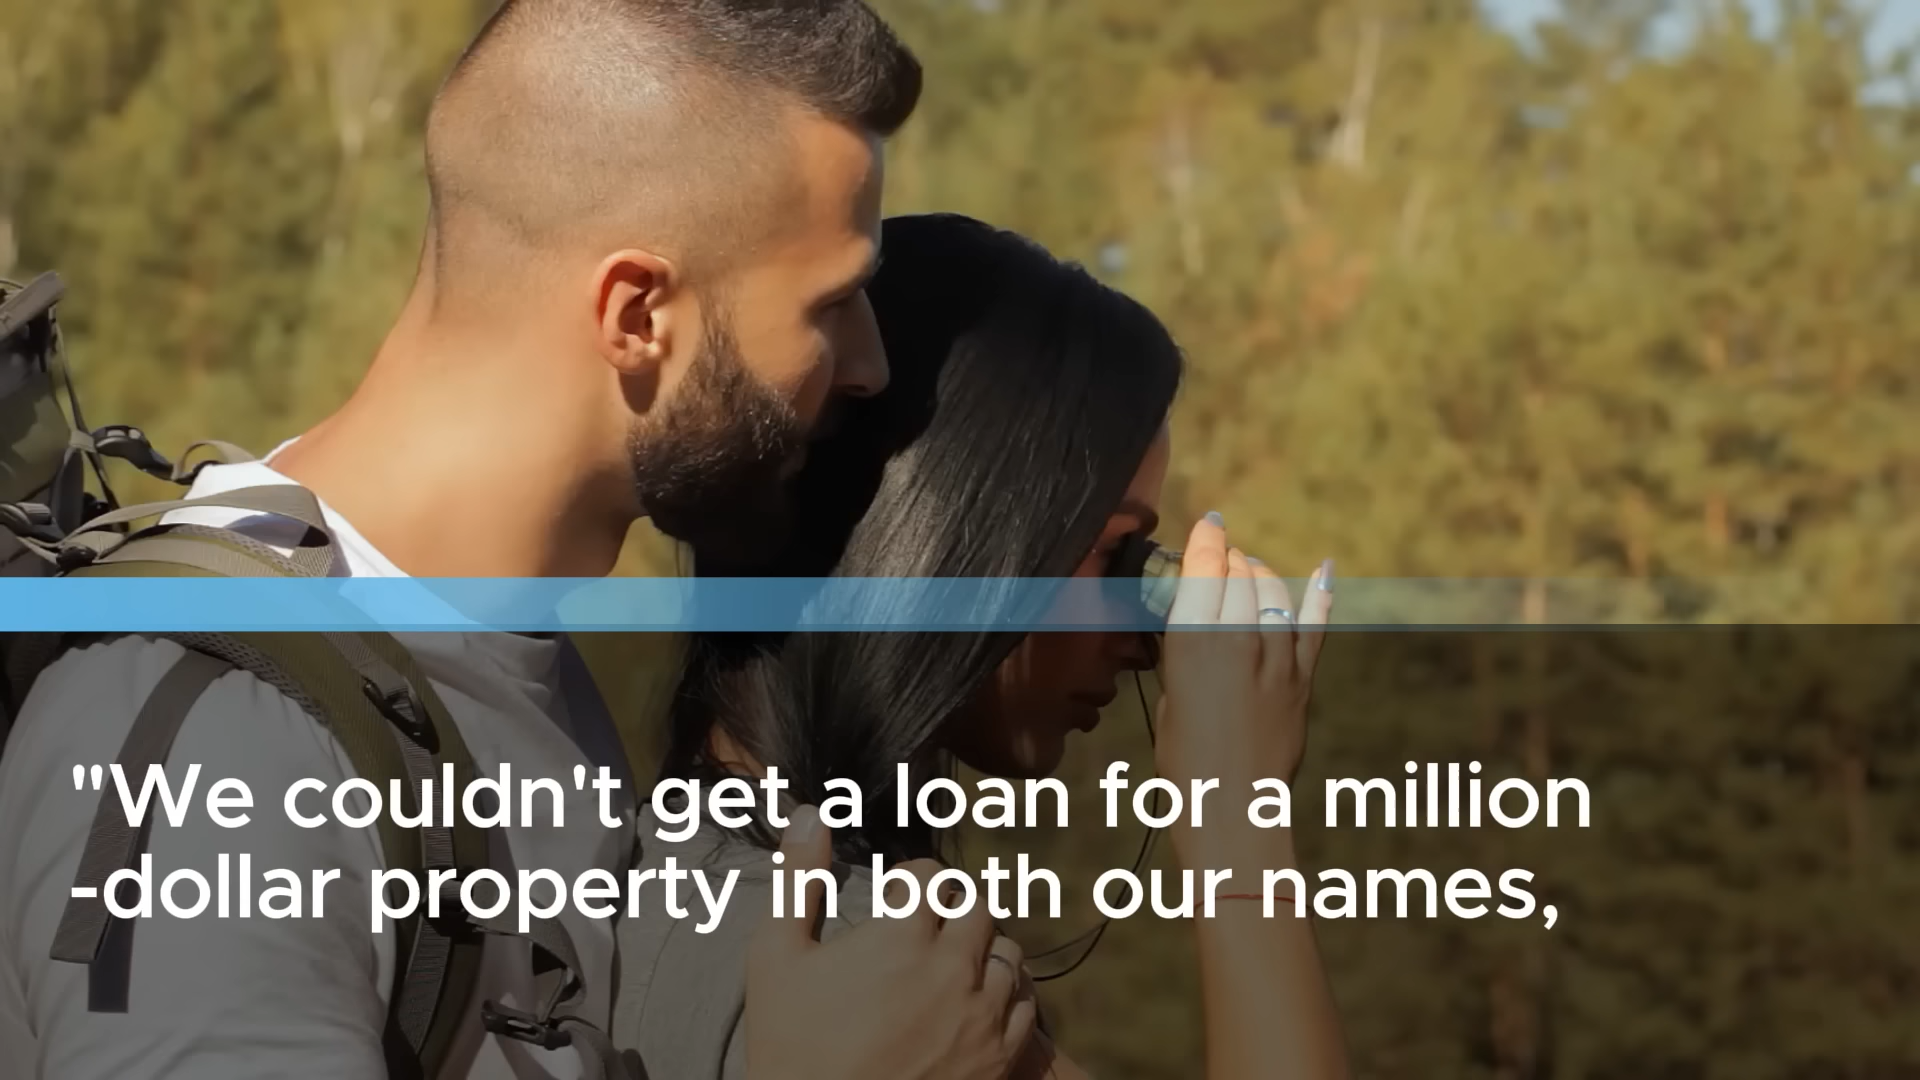 "We couldn't get a loan for a million
-dollar property in both our names,